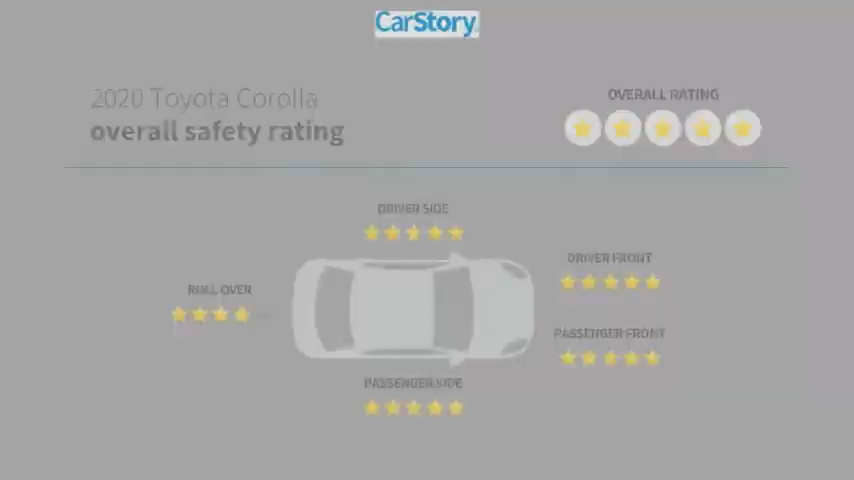 CarStory
2020 Toyota Corolla
overall safety rating
OVERALL RATING
DRIVER SIDE
DRIVER FRONT
ROLL OVER
PASSENGER FRONT
PASSENGER SIDE